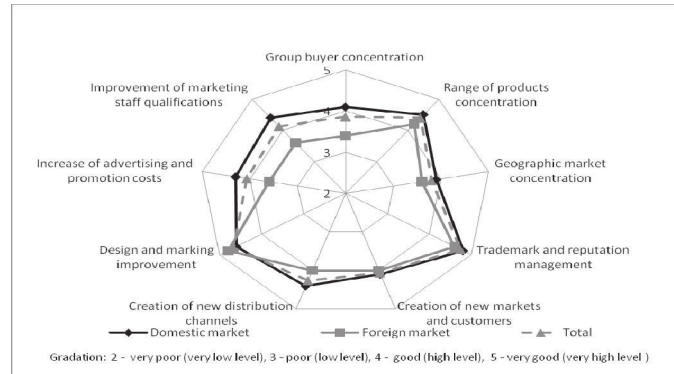 Group buyer concentration
5
Improvement of marketing
staff qualifications
Range of products
concentration
4
Increase of advertising and
promotion costs
3
Geographic market
concentration
2
Design and marking
improvement
Trademark and reputation
management
Creation of new distribution
channels
Creation of new markets
and customers
Domestic market
Foreign market
Total
Gradation: 2 - very poor (very low level), 3 - poor (low level), 4 - good (high level), 5 - very good (very high level )